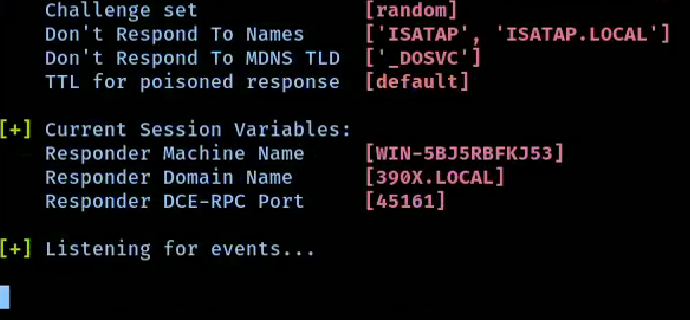 Challenge set [random]
Don't Respond To Names ['ISATAP', 'ISATAP.LOCAL']
Don't Respond To MDNS TLD ['_DOSVC']
TTL for poisoned response [default]
[+] Current Session Variables:
Responder Machine Name [WIN-5BJ5RBFKJ53]
Responder Domain Name [390X.LOCAL]
Responder DCE-RPC Port [45161]
[+] Listening for events...